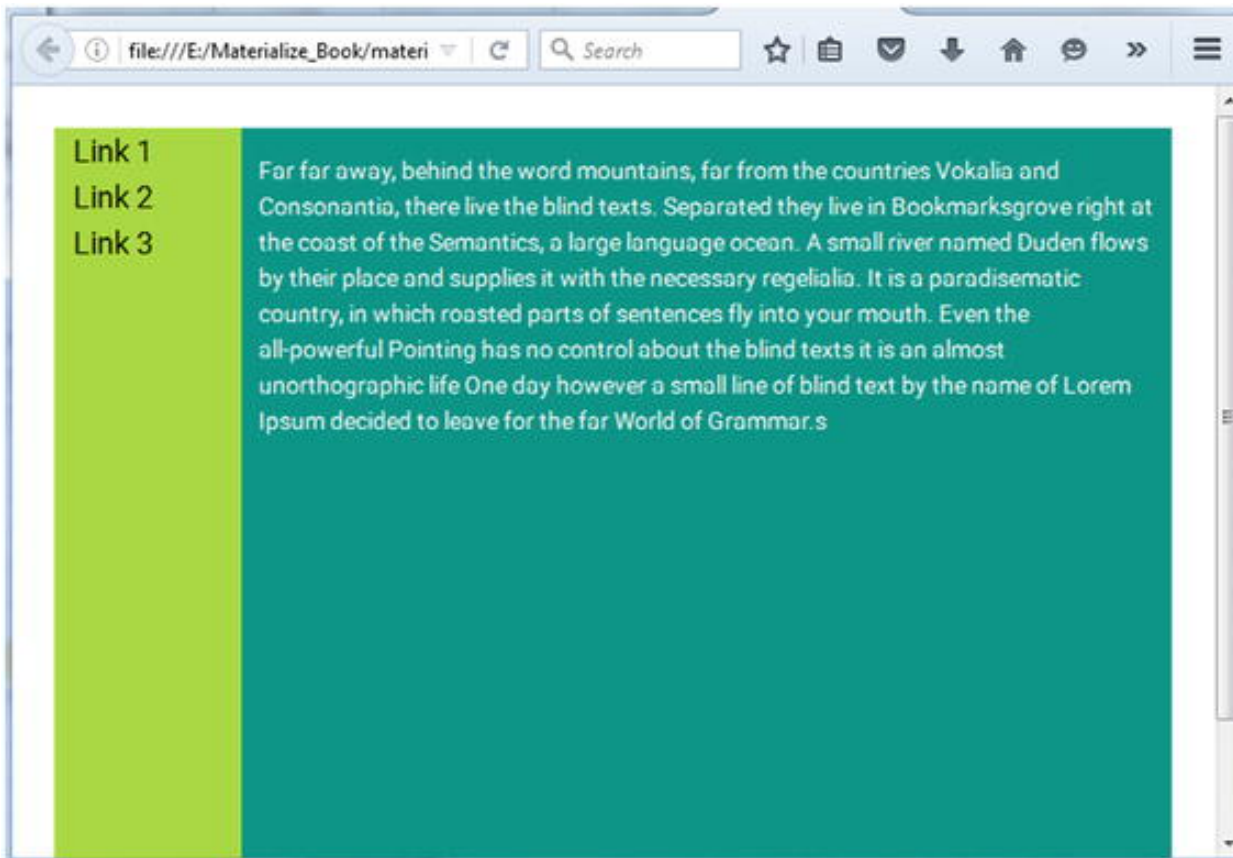 file:///E:/Materialize_Book/materi
Search
Link 1
Link 2
Link 3
Far far away, behind the word mountains, far from the countries Vokalia and
Consonantia, there live the blind texts. Separated they live in Bookmarksgrove right at
the coast of the Semantics, a large language ocean. A small river named Duden flows
by their place and supplies it with the necessary regelialia. It is a paradisematic
country, in which roasted parts of sentences fly into your mouth. Even the
all-powerful Pointing has no control about the blind texts it is an almost
unorthographic life One day however a small line of blind text by the name of Lorem
Ipsum decided to leave for the far World of Grammar.s